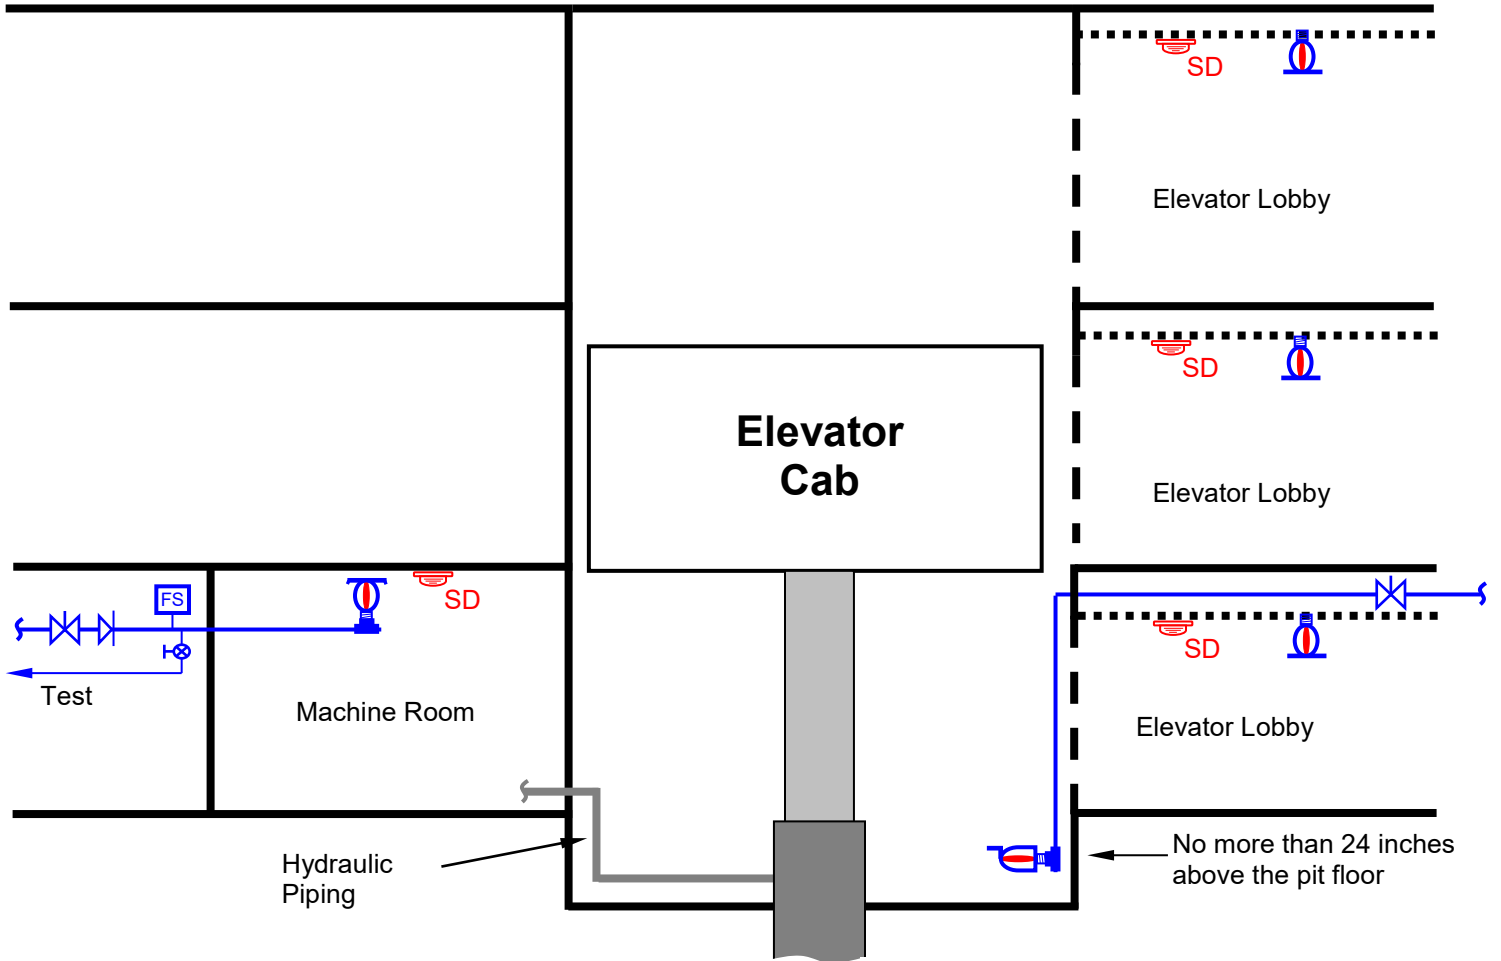 SD
Elevator Lobby
SD
Elevator
Cab
Elevator Lobby
FS
SD
Test
Machine Room
SD
Elevator Lobby
Hydraulic
Piping
No more than 24 inches
above the pit floor